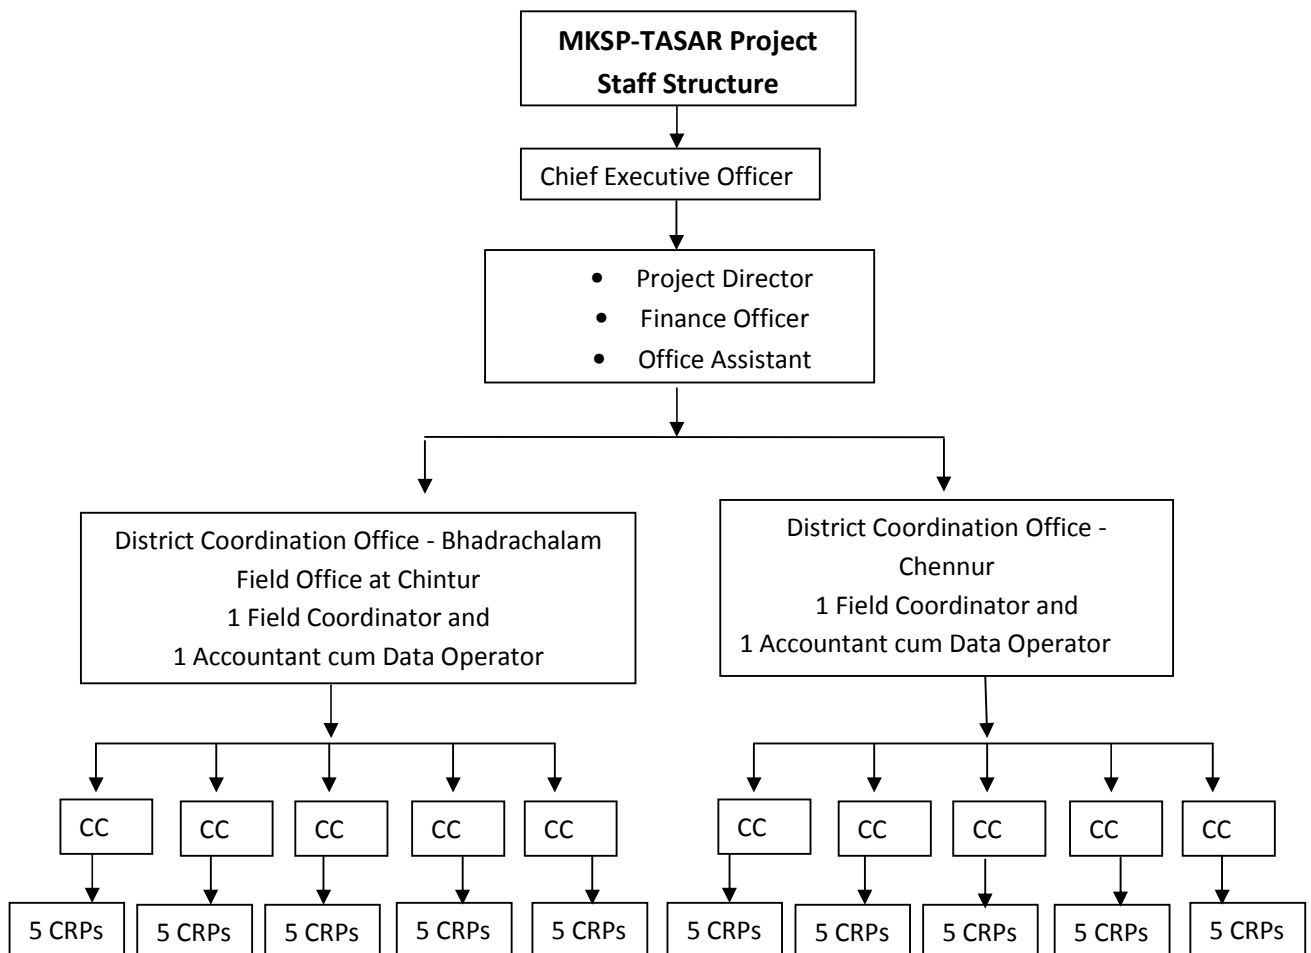 MKSP-TASAR Project
Staff Structure
Chief Executive Officer
• Project Director
• Finance Officer
• Office Assistant
District Coordination Office - Bhadrachalam
Field Office at Chintur
1 Field Coordinator and
1 Accountant cum Data Operator
District Coordination Office -
Chennur
1 Field Coordinator and
1 Accountant cum Data Operator
CC
CC
CC
CC
CC
CC
CC
CC
CC
CC
5 CRPs
5 CRPs
5 CRPs
5 CRPs
5 CRPs
5 CRPs
5 CRPs
5 CRPs
5 CRPs
5 CRPs